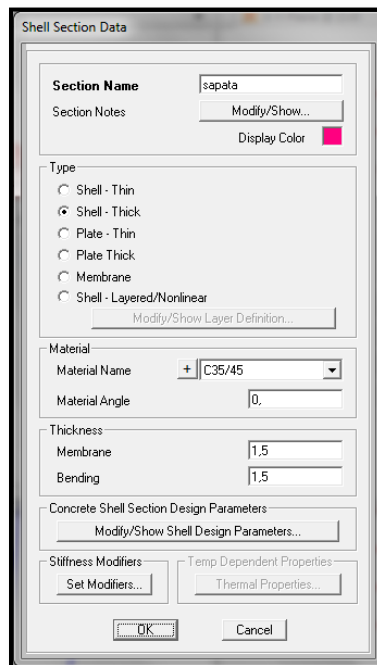 Shell Section Data
Section Name sapata
Section Notes Modify/Show...
Display Color
Type
Shell - Thin
Shell - Thick
Plate - Thin
Plate Thick
Membrane
Shell - Layered/Nonlinear
Modify/Show Layer Definition...
Material
Material Name + C35/45
Material Angle 0,
Thickness
Membrane 1,5
Bending 1,5
Concrete Shell Section Design Parameters
Modify/Show Shell Design Parameters...
Stiffness Modifiers Temp Dependent Properties
Set Modifiers... Thermal Properties...
OK Cancel